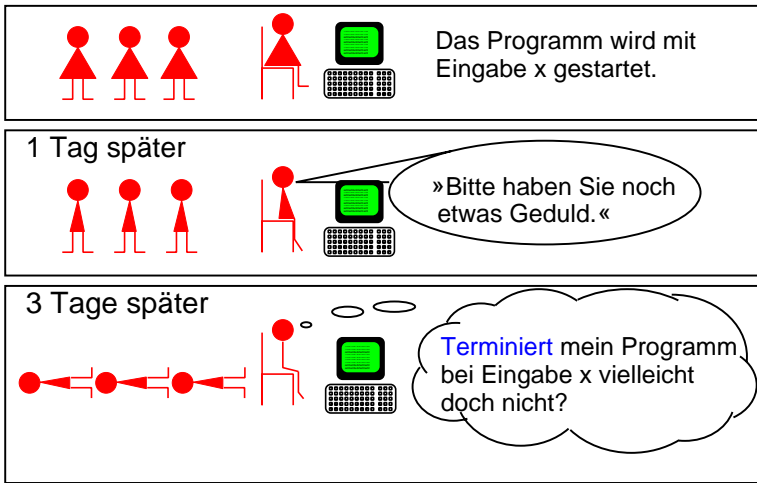 Das Programm wird mit
Eingabe x gestartet.
1 Tag später
»Bitte haben Sie noch
etwas Geduld.«
3 Tage später
Terminiert mein Programm
bei Eingabe x vielleicht
doch nicht?